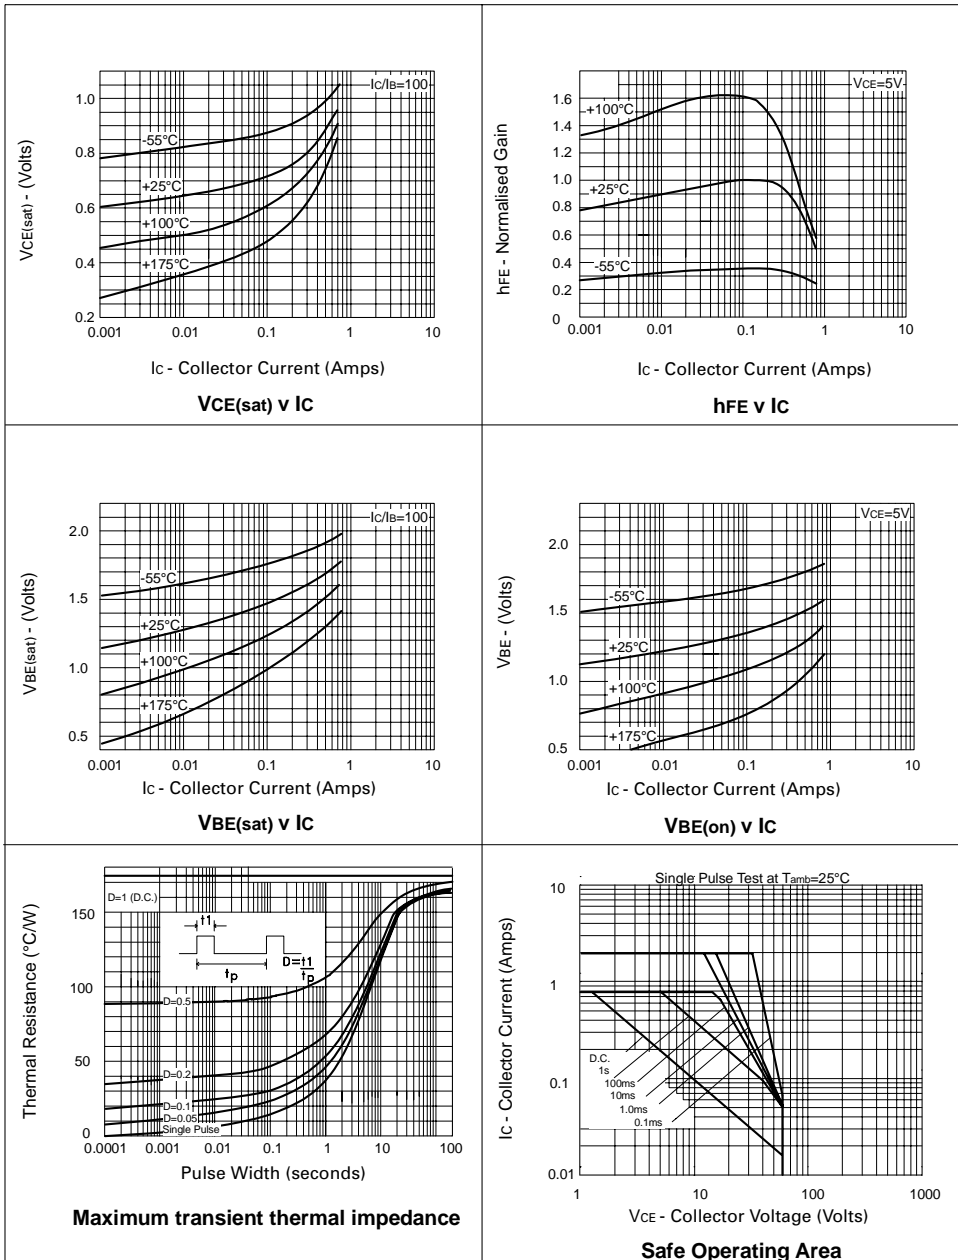 IC/IB=100
1.0
0.8
0.6
0.4
0.2
-55°C
+25°C
+100°C
+175°C
0.001
0.01
0.1
1
10
VCE(sat) - (Volts)
IC - Collector Current (Amps)
VCE(sat) v IC
VCE=5V
1.6
1.4
1.2
1.0
0.8
0.6
0.4
0.2
0
+100°C
+25°C
-55°C
0.001
0.01
0.1
1
10
hFE - Normalised Gain
IC - Collector Current (Amps)
hFE v IC
IC/IB=100
2.0
1.5
1.0
0.5
-55°C
+25°C
+100°C
+175°C
0.001
0.01
0.1
1
10
VBE(sat) - (Volts)
IC - Collector Current (Amps)
VBE(sat) v IC
VCE=5V
2.0
1.5
1.0
0.5
-55°C
+25°C
+100°C
+175°C
0.001
0.01
0.1
1
10
VBE - (Volts)
IC - Collector Current (Amps)
VBE(on) v IC
D=1 (D.C.)
150
100
50
0
t1
tp
D=t1
tp
D=0.5
D=0.2
D=0.1
D=0.05
Single Pulse
0.0001
0.001
0.01
0.1
1
10
100
Thermal Resistance (°C/W)
Pulse Width (seconds)
Maximum transient thermal impedance
Single Pulse Test at Tamb=25°C
10
1
0.1
0.01
D.C.
1s
100ms
10ms
1.0ms
0.1ms
1
10
100
1000
IC - Collector Current (Amps)
VCE - Collector Voltage (Volts)
Safe Operating Area